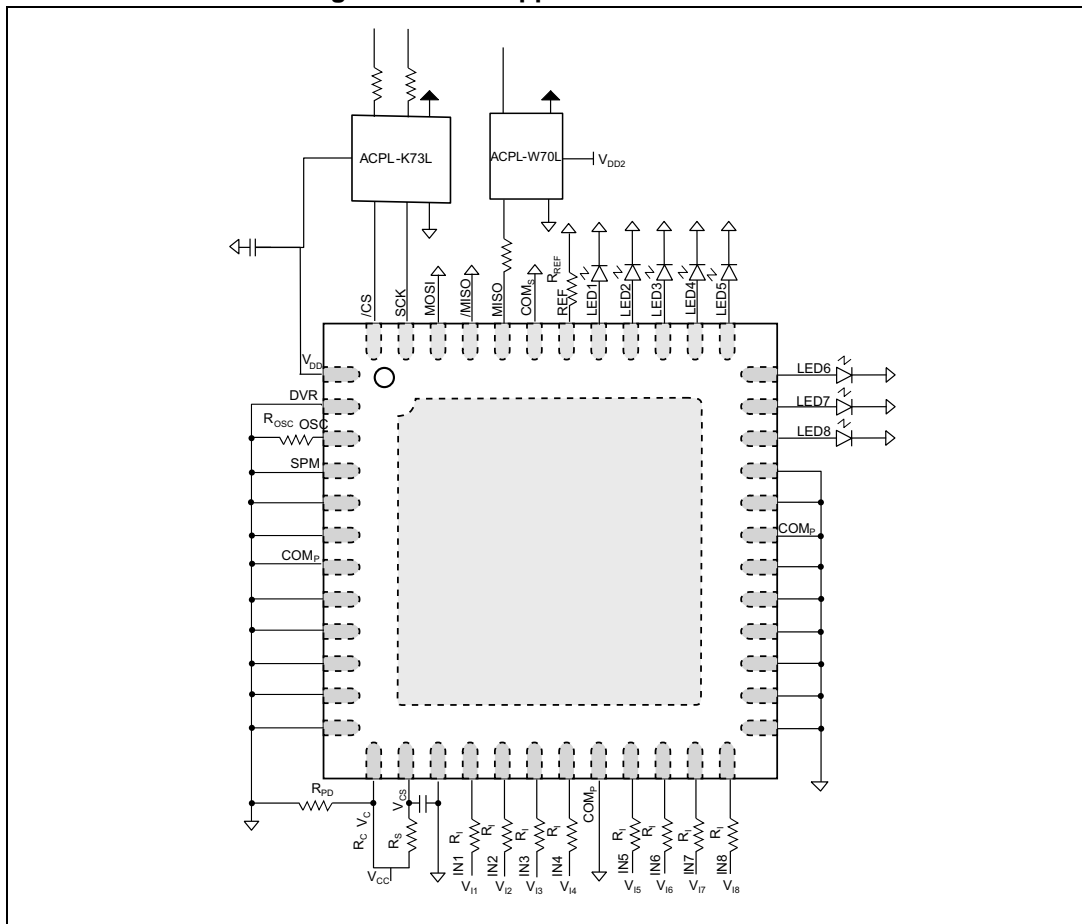 ACPL-K73L
ACPL-W70L
VDD2
/CS
SCK
MOSI
/MISO
MISO
COMS
REF
RREF
LED1
LED2
LED3
LED4
LED5
VDD
DVR
ROSC
OSC
SPM
COMP
LED6
LED7
LED8
COMP
RPD
VC
RC
VCC
VCS
RS
IN1
RI
VI1
IN2
RI
VI2
IN3
RI
VI3
IN4
RI
VI4
COMP
IN5
RI
VI5
IN6
RI
VI6
IN7
RI
VI7
IN8
RI
VI8